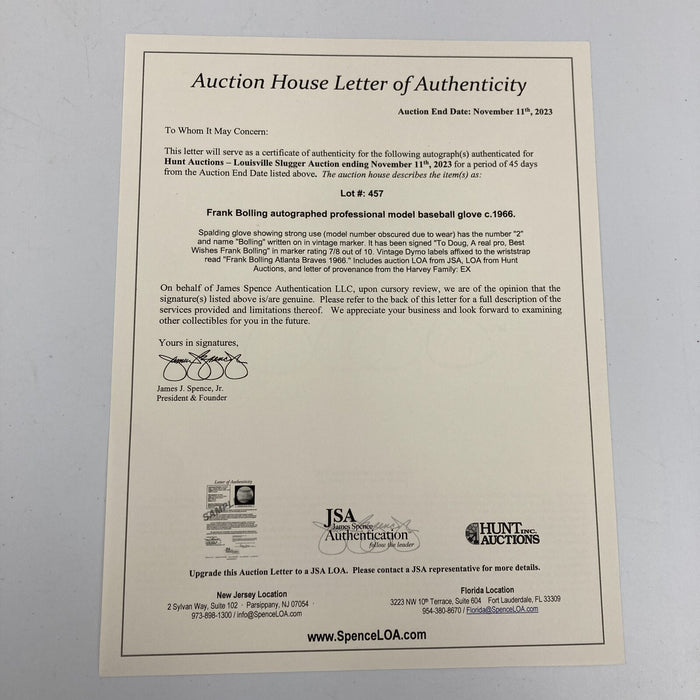 Auction House Letter of Authenticity
Auction End Date: November 11th, 2023
To Whom It May Concern:
This letter will serve as a certificate of authenticity for the following autograph(s) authenticated for
Hunt Auctions – Louisville Slugger Auction ending November 11th, 2023 for a period of 45 days
from the Auction End Date listed above. The auction house describes the item(s) as:
Lot #: 457
Frank Bolling autographed professional model baseball glove c.1966.
Spalding glove showing strong use (model number obscured due to wear) has the number "2"
and name "Bolling" written on in vintage marker. It has been signed "To Doug, A real pro, Best
Wishes Frank Bolling" in marker rating 7/8 out of 10. Vintage Dymo labels affixed to the wriststrap
read "Frank Bolling Atlanta Braves 1966." Includes auction LOA from JSA, LOA from Hunt
Auctions, and letter of provenance from the Harvey Family: EX
On behalf of James Spence Authentication LLC, upon cursory review, we are of the opinion that the
signature(s) listed above is/are genuine. Please refer to the back of this letter for a full description of the
services provided and limitations thereof. We appreciate your business and look forward to examining
other collectibles for you in the future.
Yours in signatures,
James J. Spence, Jr.
President & Founder
Letter of Authenticity
SAMPLE
JSA
James Spence
Authentication
follow the leader
HUNT INC.
AUCTIONS
Upgrade this Auction Letter to a JSA LOA. Please contact a JSA representative for more details.
New Jersey Location
2 Sylvan Way, Suite 102 · Parsippany, NJ 07054 ·
973-898-1300 / info@SpenceLOA.com
Florida Location
3223 NW 10th Terrace, Suite 604 Fort Lauderdale, FL 33309
954-380-8670 / Florida@SpenceLOA.com
www.SpenceLOA.com